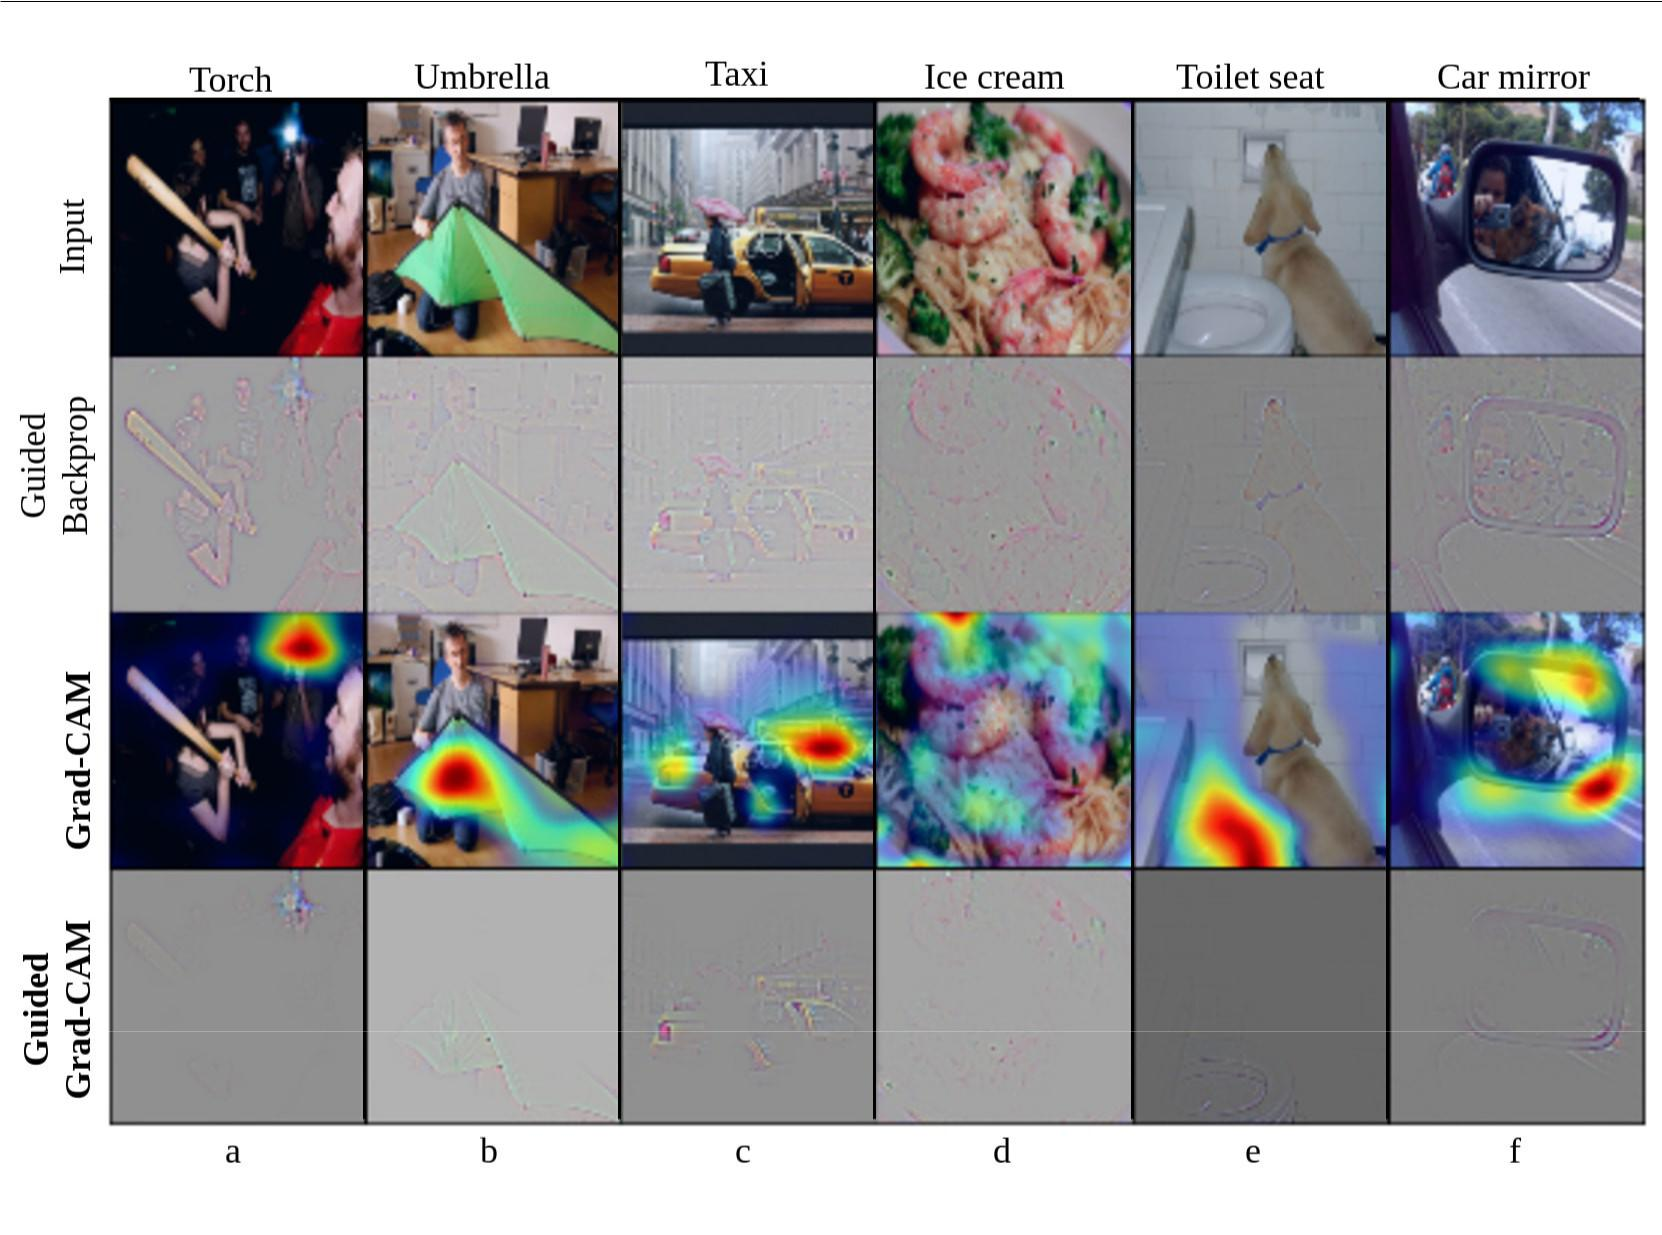 Torch
Umbrella
Taxi
Ice cream
Toilet seat
Car mirror
Input
Guided
Backprop
Grad-CAM
Guided
Grad-CAM
a
b
c
d
e
f